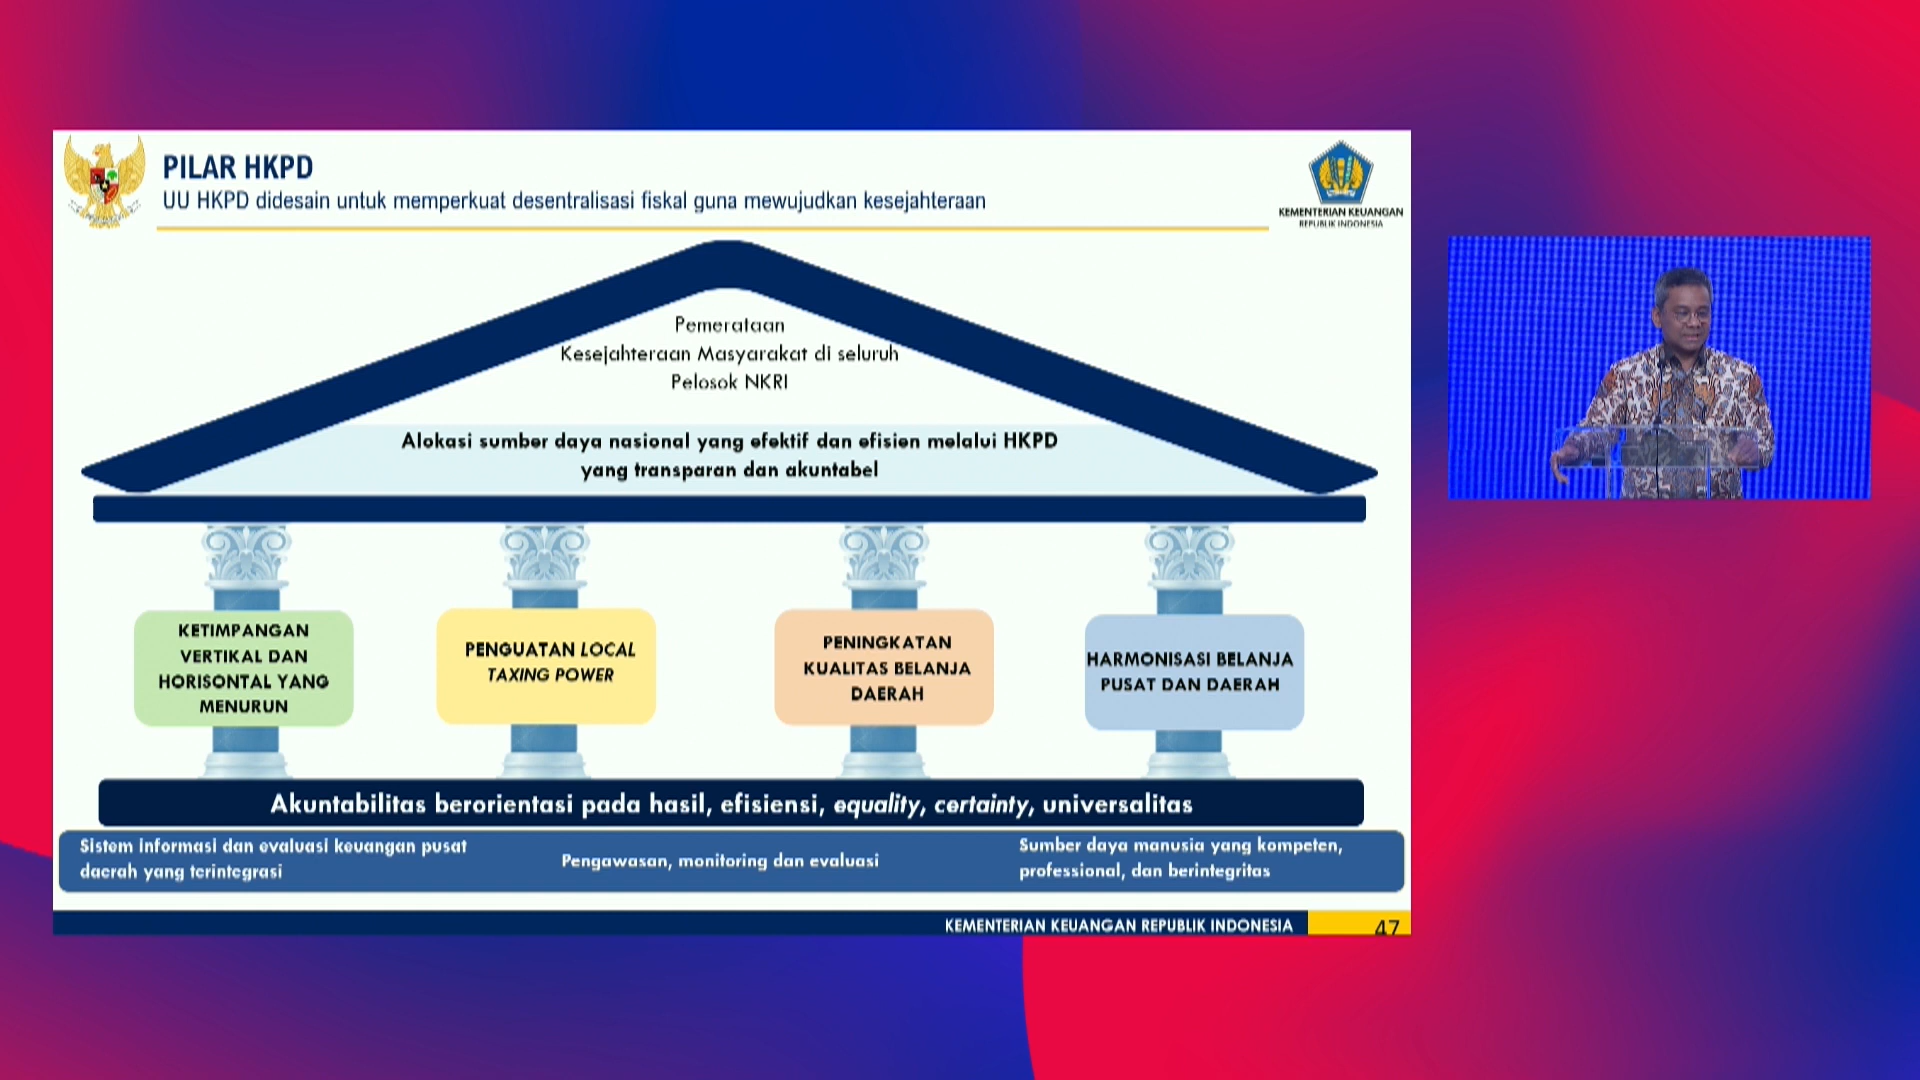 PILAR HKPD
UU HKPD didesain untuk memperkuat desentralisasi fiskal guna mewujudkan kesejahteraan
KEMENTERIAN KEUANGAN
REPUBLIK INDONESIA
Pemerataan
Kesejahteraan Masyarakat di seluruh
Pelosok NKRI
Alokasi sumber daya nasional yang efektif dan efisien melalui HKPD
yang transparan dan akuntabel
KETIMPANGAN
VERTIKAL DAN
HORISONTAL YANG
MENURUN
PENGUATAN LOCAL
TAXING POWER
PENINGKATAN
KUALITAS BELANJA
DAERAH
HARMONISASI BELANJA
PUSAT DAN DAERAH
Akuntabilitas berorientasi pada hasil, efisiensi, equality, certainty, universalitas
Sistem informasi dan evaluasi keuangan pusat
daerah yang terintegrasi
Pengawasan, monitoring dan evaluasi
Sumber daya manusia yang kompeten,
professional, dan berintegritas
KEMENTERIAN KEUANGAN REPUBLIK INDONESIA
47